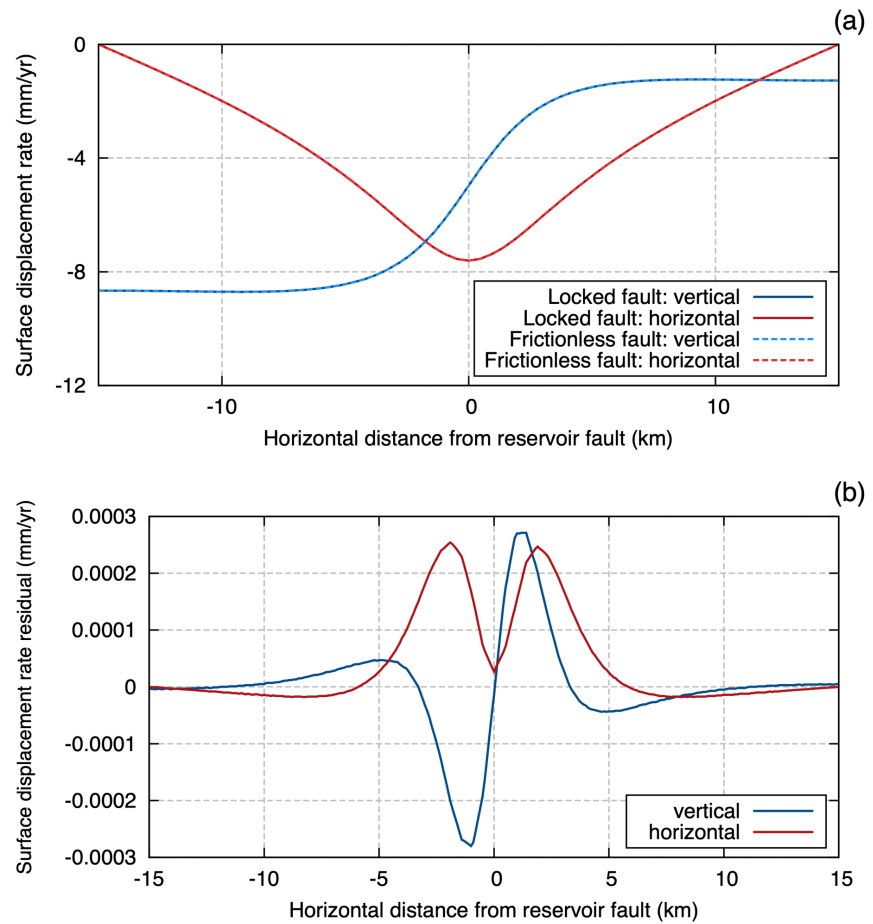 (a)
0
-4
-8
-12
Surface displacement rate (mm/yr)
Locked fault: vertical
Locked fault: horizontal
Frictionless fault: vertical
Frictionless fault: horizontal
-10
0
10
Horizontal distance from reservoir fault (km)
(b)
0.0003
0.0002
0.0001
0
-0.0001
-0.0002
-0.0003
Surface displacement rate residual (mm/yr)
vertical
horizontal
-15
-10
-5
0
5
10
15
Horizontal distance from reservoir fault (km)